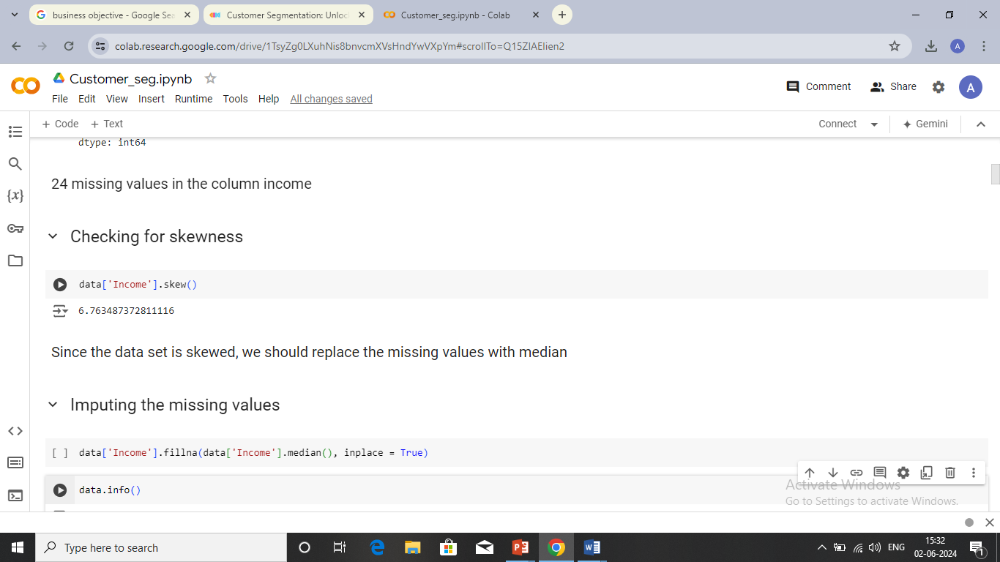 business objective - Google Sea
Customer Segmentation: Unloc
Customer_seg.ipynb - Colab
colab.research.google.com/drive/1TsyZg0LXuhNis8bnvcmXVsHndYwVXpYm#scrollTo=Q15ZIAEIien2
A
Customer_seg.ipynb
Comment
Share
A
File Edit View Insert Runtime Tools Help All changes saved
+ Code + Text
Connect
Gemini
dtype: int64
24 missing values in the column income
{x}
Checking for skewness
data['Income'].skew()
6.763487372811116
Since the data set is skewed, we should replace the missing values with median
Imputing the missing values
[ ] data['Income'].fillna(data['Income'].median(), inplace = True)
data.info()
Activate Windows
Go to Settings to activate Windows.
Type here to search
ENG
15:32
02-06-2024
1